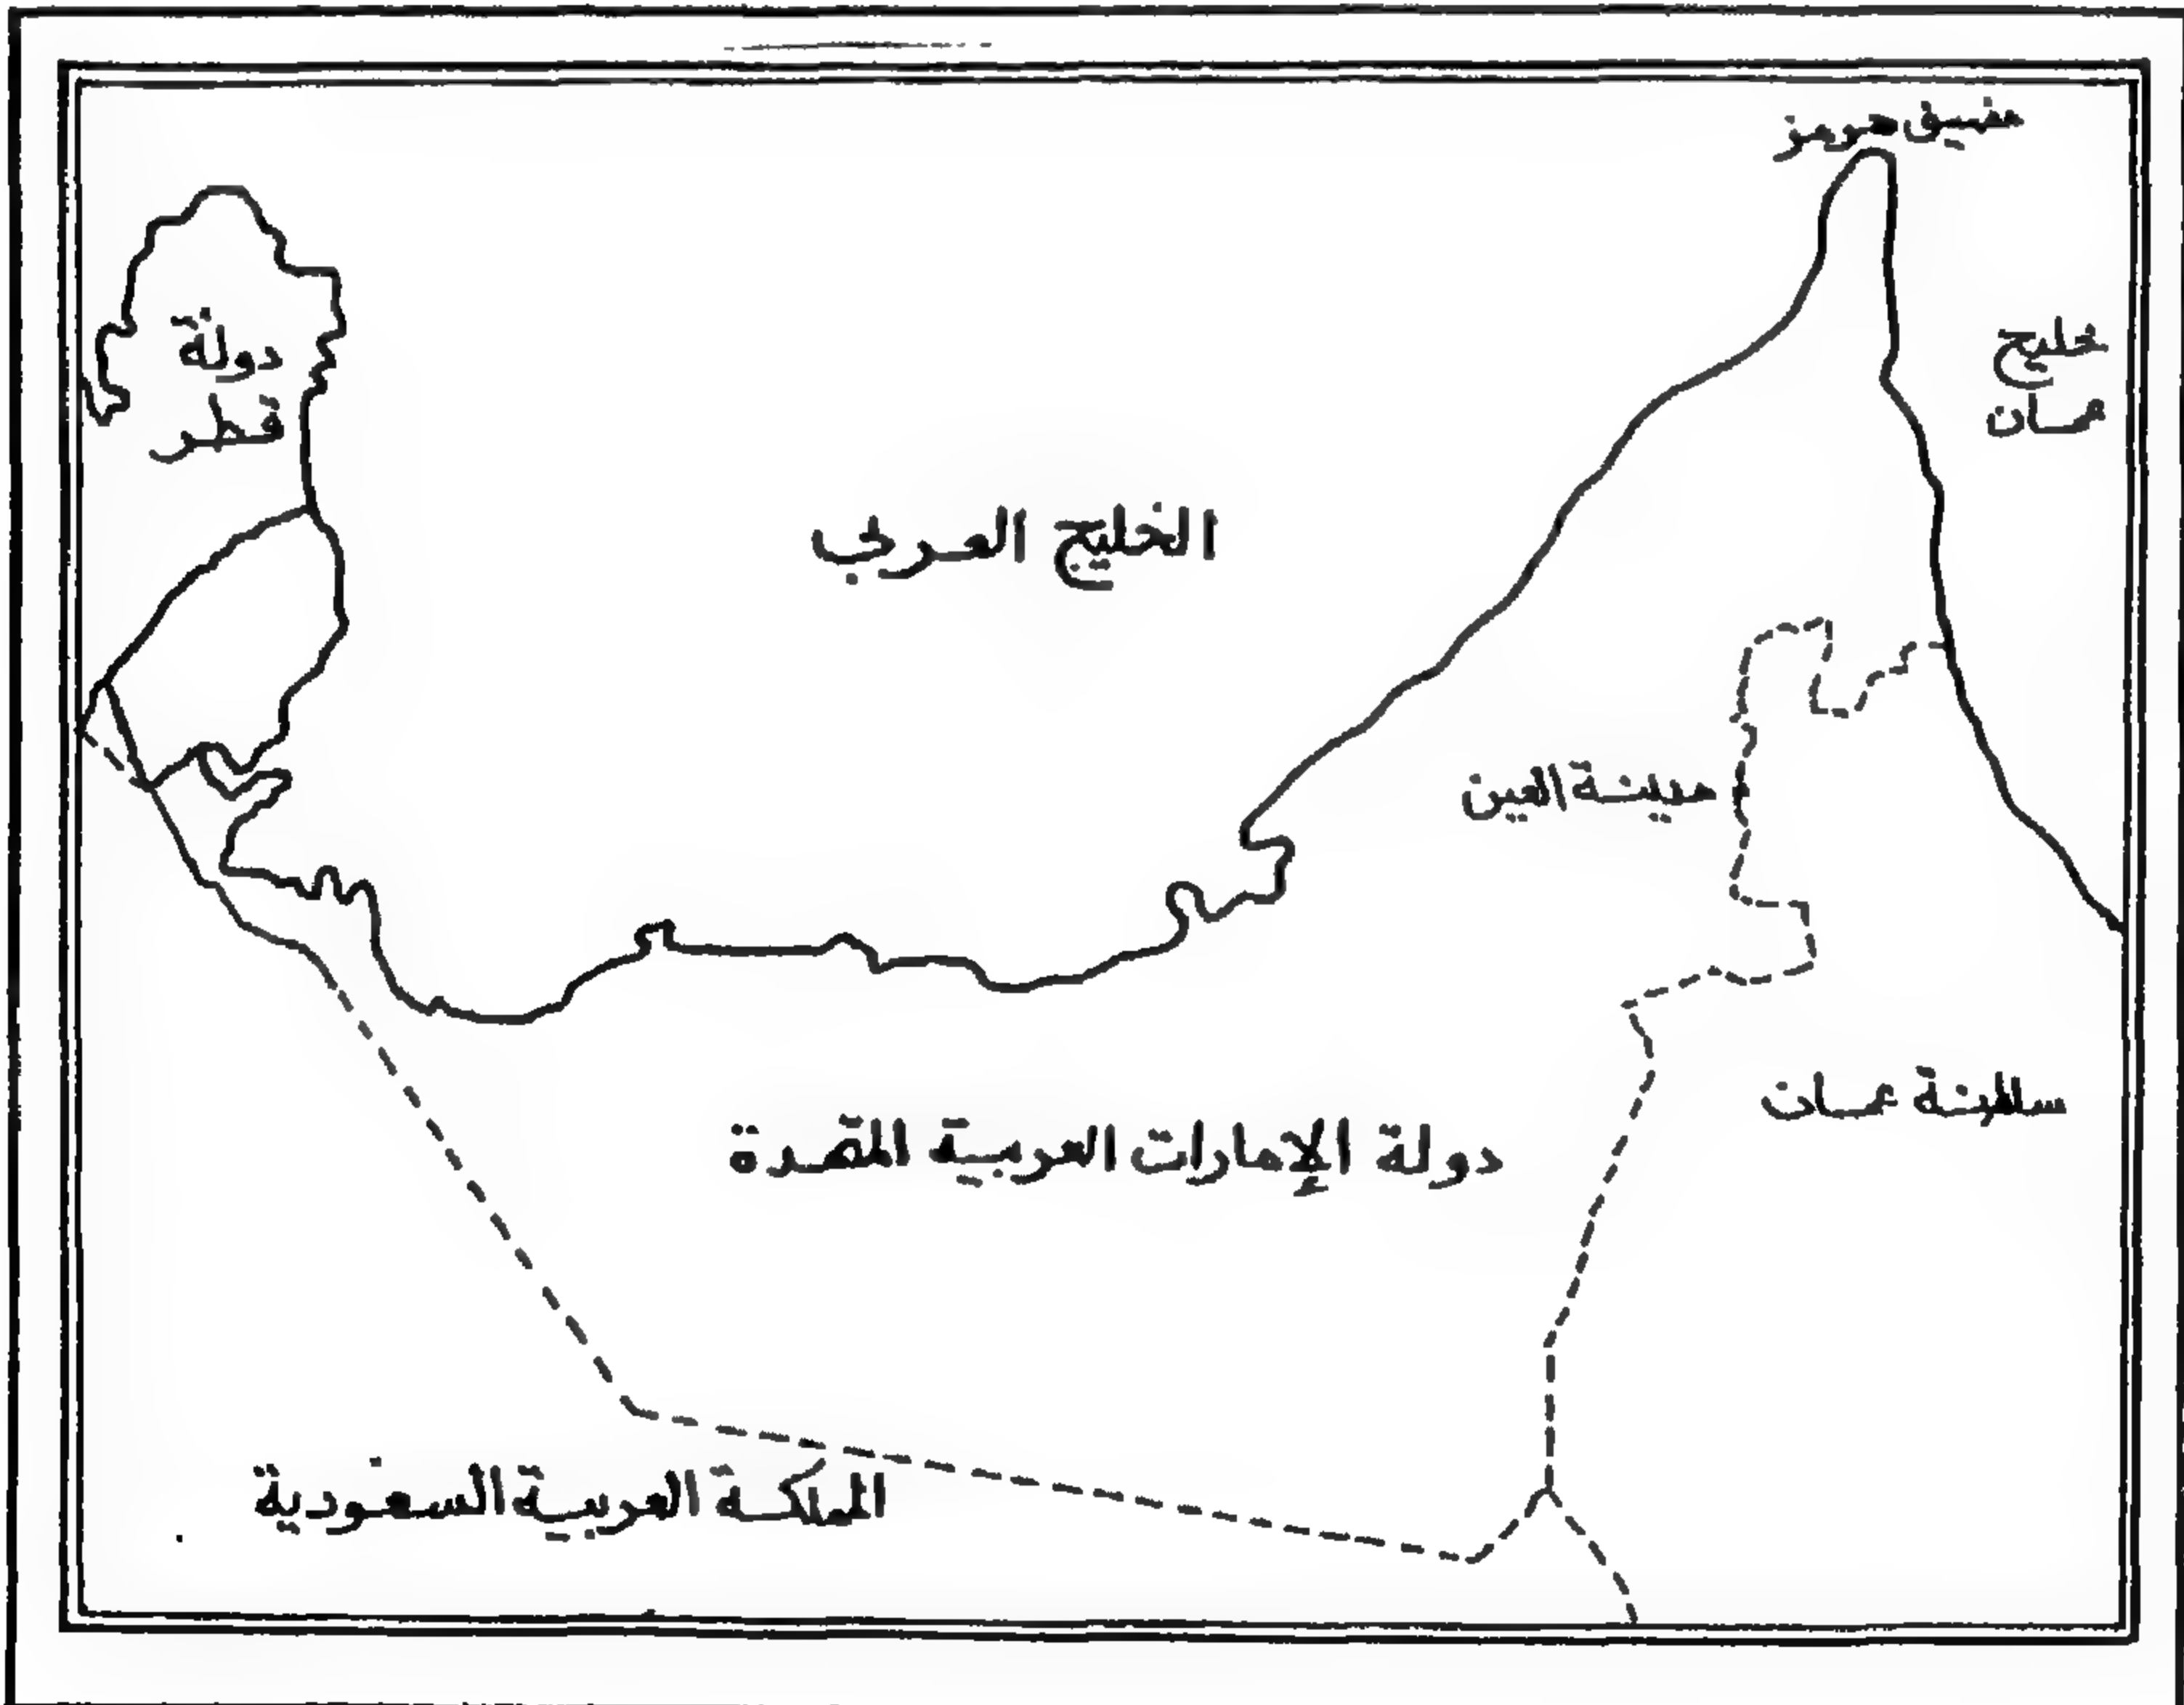 مضيق هرمز
خليج
عمان
دولة
قطر
الخليج العربي
مدينة العين
سلطنة عمان
دولة الإمارات العربية المتحدة
المملكة العربية السعودية